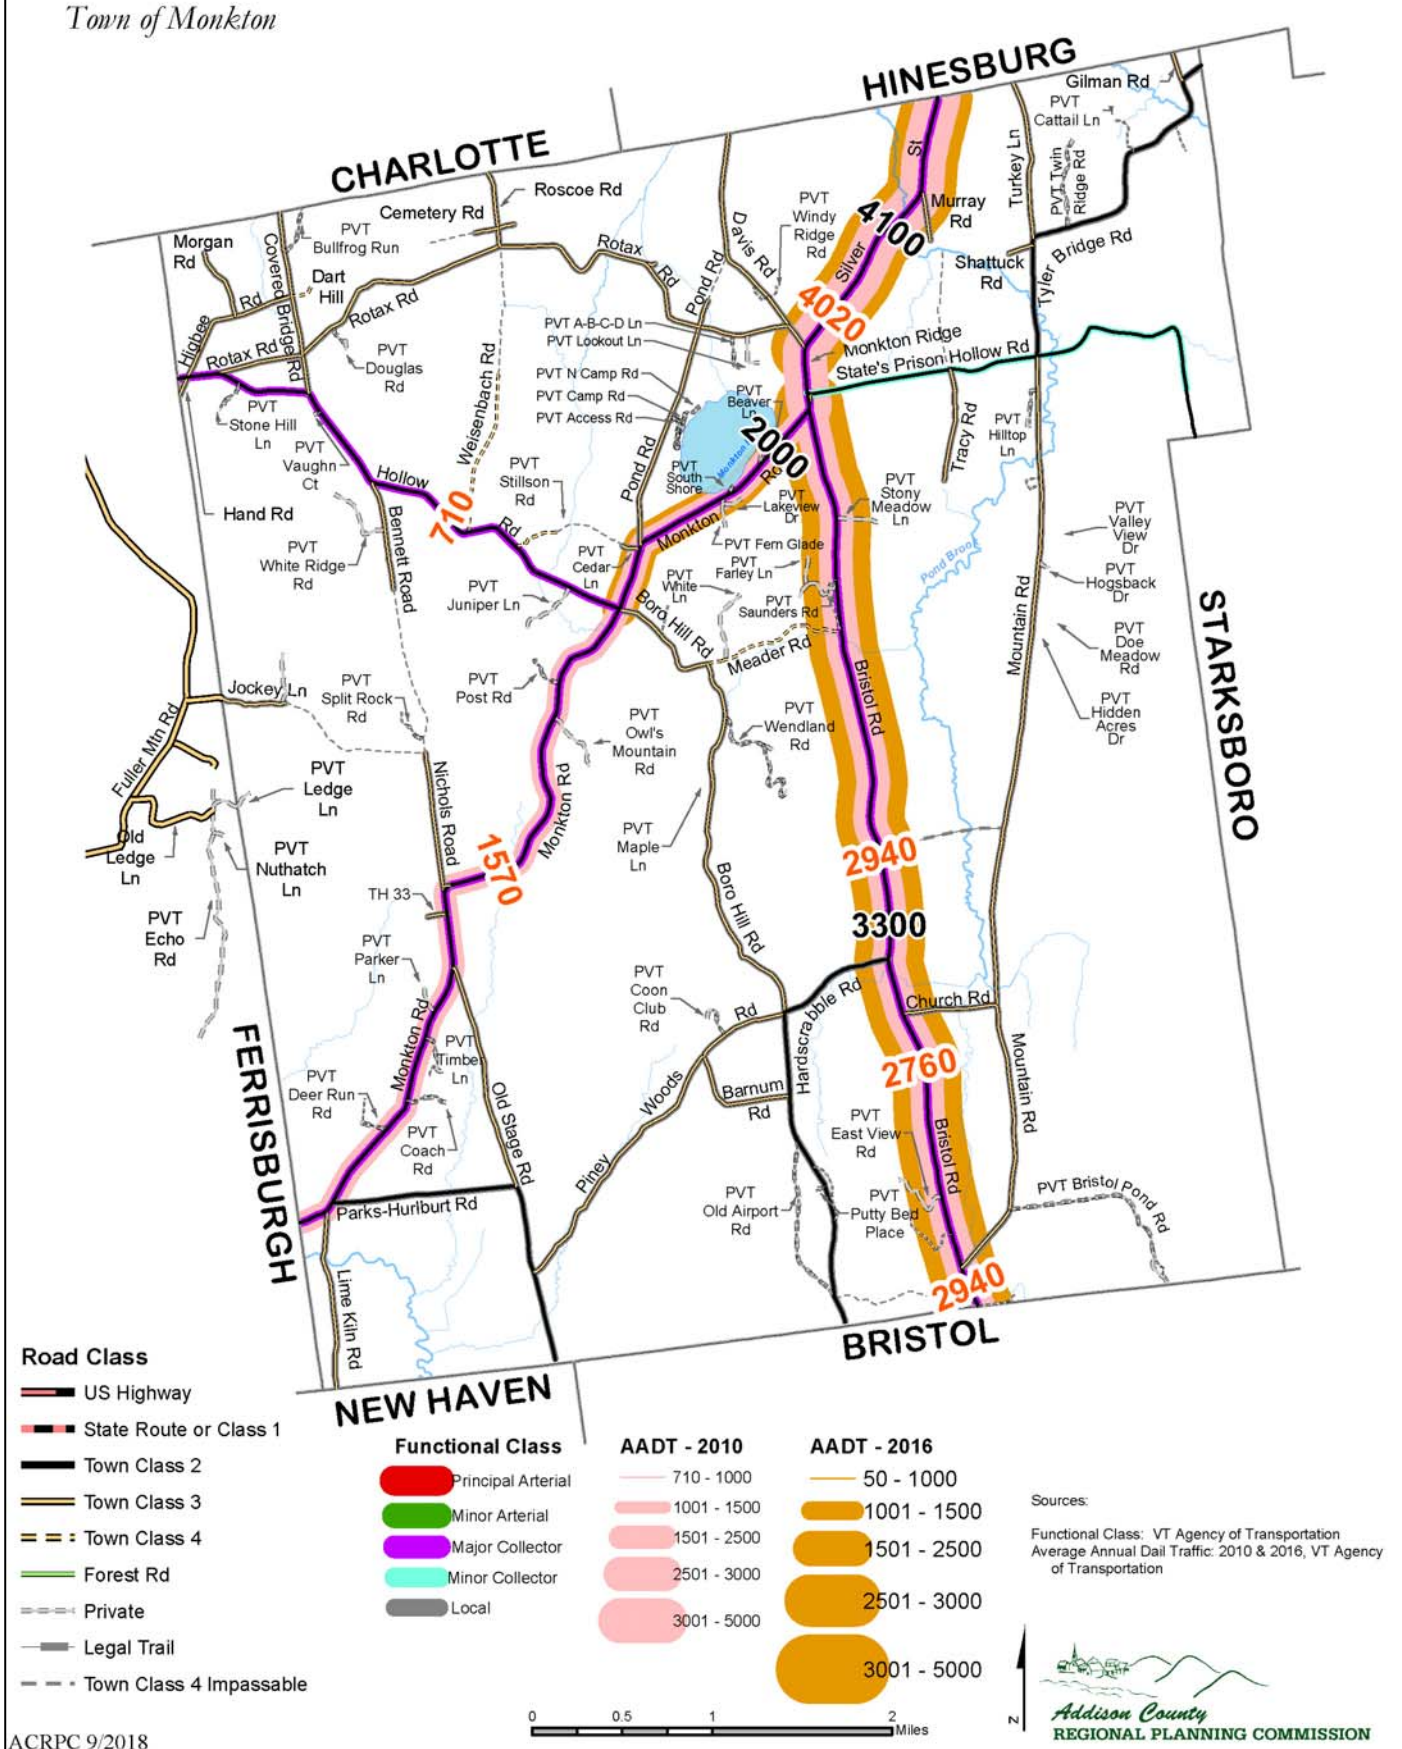 Town of Monkton
HINESBURG
CHARLOTTE
STARKSBORO
FERRISBURGH
BRISTOL
NEW HAVEN
Gilman Rd
PVT
Cattail Ln
PVT Twin
Ridge Rd
Turkey Ln
St
Murray
Rd
Roscoe Rd
Cemetery Rd
PVT
Bullfrog Run
Morgan
Rd
Covered Bridge Rd
Dart
Hill
Rotax
Rd
Davis Rd
PVT
Windy
Ridge
Rd
4100
Silver
Shattuck
Rd
Tyler
Bridge Rd
Higbee
Rd
Rotax Rd
Pond Rd
4020
PVT A-B-C-D Ln
PVT Lookout Ln
Monkton Ridge
State's Prison Hollow Rd
Rotax Rd
PVT
Douglas
Rd
PVT N Camp Rd
PVT Camp Rd
PVT Access Rd
PVT
Beaver
Ln
Weisenbach Rd
PVT
Stone Hill
Ln
PVT
Vaughn
Ct
2000
Monkton
Tracy Rd
PVT
Hilltop
Ln
Hollow
Rd
710
PVT
Stillson
Rd
Pond Rd
PVT
South
Shore
Monkton
Rd
PVT
Lakeview
Dr
PVT
Stony
Meadow
Ln
Hand Rd
Bennett Road
PVT
White Ridge
Rd
PVT
Cedar
Ln
PVT Fern Glade
PVT
Farley Ln
PVT
White
Ln
PVT
Saunders Rd
Pond Brook
PVT
Valley
View
Dr
PVT
Hogsback
Dr
PVT
Doe
Meadow
Rd
PVT
Hidden
Acres
Dr
Mountain Rd
PVT
Juniper Ln
Boro Hill Rd
Meader Rd
Jockey Ln
PVT
Split Rock
Rd
PVT
Post Rd
PVT
Owl's
Mountain
Rd
PVT
Wendland
Rd
Bristol Rd
Fuller Mtn Rd
PVT
Ledge
Ln
Nichols Road
Monkton Rd
PVT
Maple
Ln
Old
Ledge
Ln
PVT
Nuthatch
Ln
1570
2940
TH 33
Boro Hill Rd
3300
PVT
Echo
Rd
PVT
Parker
Ln
PVT
Coon
Club
Rd
Rd
Hardscrabble Rd
Church Rd
Monkton Rd
PVT
Timber
Ln
2760
Mountain Rd
PVT
Deer Run
Rd
Old Stage Rd
Woods
Barnum
Rd
PVT
Coach
Rd
PVT
East View
Rd
Bristol Rd
Piney
PVT
Old Airport
Rd
PVT
Putty Bed
Place
PVT Bristol Pond Rd
Parks-Hurlburt Rd
Lime Kiln Rd
2940
Road Class
US Highway
State Route or Class 1
Town Class 2
Town Class 3
Town Class 4
Forest Rd
Private
Legal Trail
Town Class 4 Impassable
Functional Class
Principal Arterial
Minor Arterial
Major Collector
Minor Collector
Local
AADT - 2010
710 - 1000
1001 - 1500
1501 - 2500
2501 - 3000
3001 - 5000
AADT - 2016
50 - 1000
1001 - 1500
1501 - 2500
2501 - 3000
3001 - 5000
Sources:
Functional Class: VT Agency of Transportation
Average Annual Dail Traffic: 2010 & 2016, VT Agency
of Transportation
0 0.5 1 2
Miles
N
Addison County
REGIONAL PLANNING COMMISSION
ACRPC 9/2018